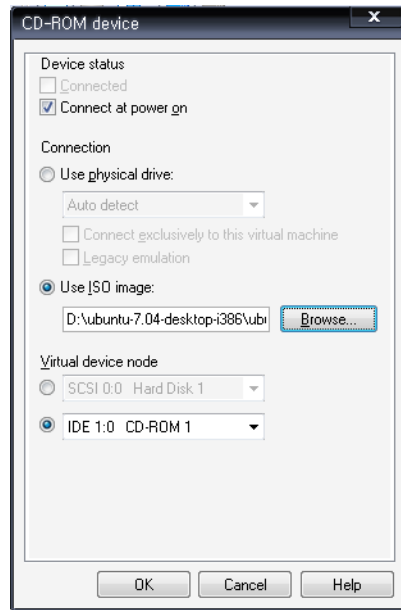 CD-ROM device
Device status
Connected
Connect at power on
Connection
Use physical drive:
Auto detect
Connect exclusively to this virtual machine
Legacy emulation
Use ISO image:
D:\ubuntu-7.04-desktop-i386\ubu Browse...
Virtual device node
SCSI 0:0 Hard Disk 1
IDE 1:0 CD-ROM 1
OK Cancel Help